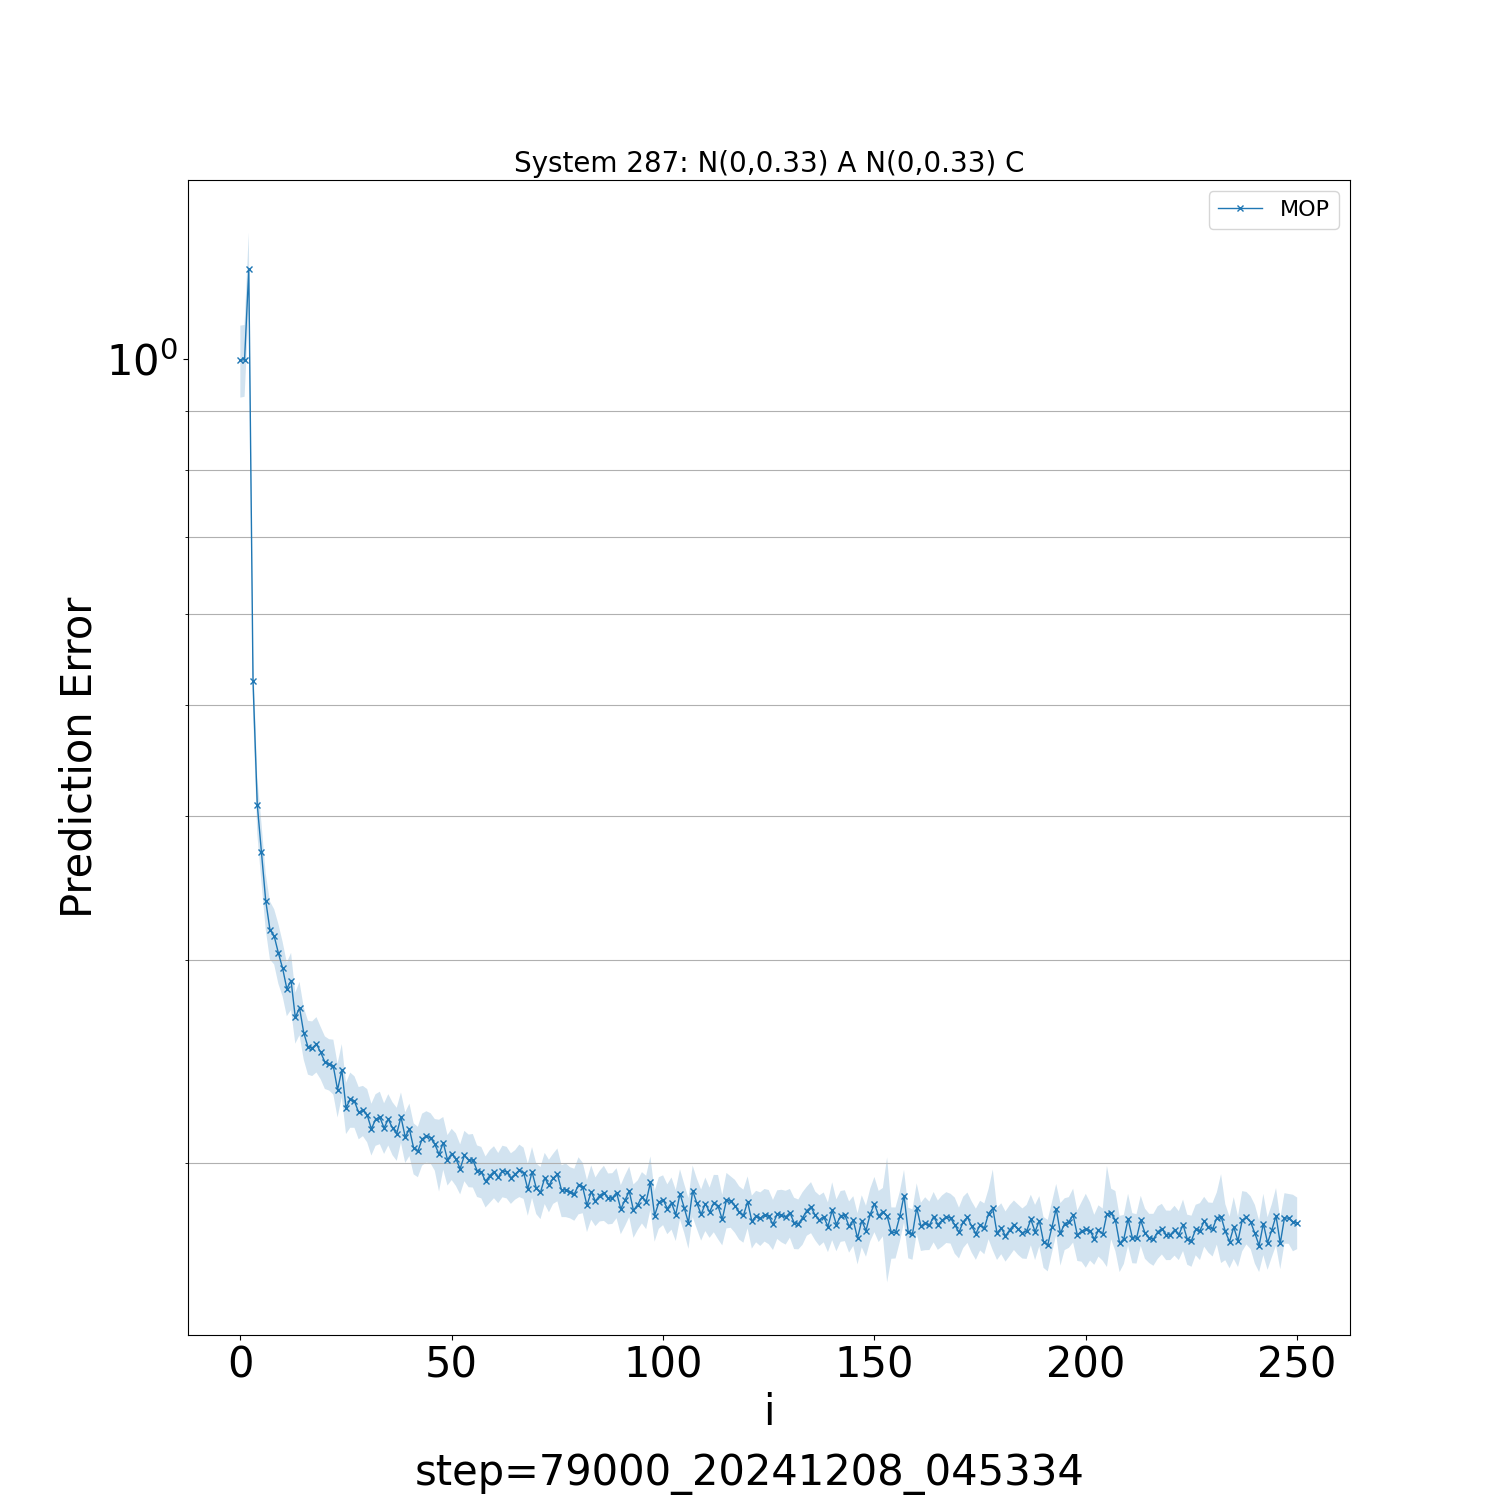 System 287: N(0,0.33) A N(0,0.33) C
MOP
10⁰
Prediction Error
0 50 100 150 200 250
i
step=79000_20241208_045334